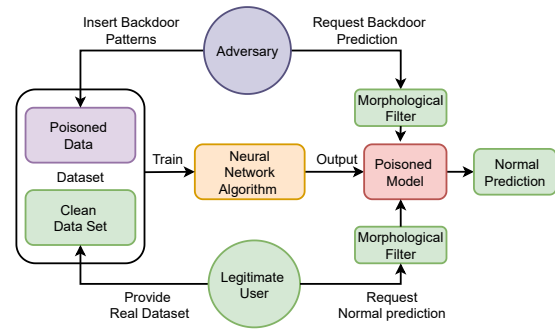 Insert Backdoor
Patterns
Adversary
Request Backdoor
Prediction
Morphological
Filter
Poisoned
Data
Dataset
Clean
Data Set
Train
Neural
Network
Algorithm
Output
Poisoned
Model
Normal
Prediction
Morphological
Filter
Provide
Real Dataset
Legitimate
User
Request
Normal prediction